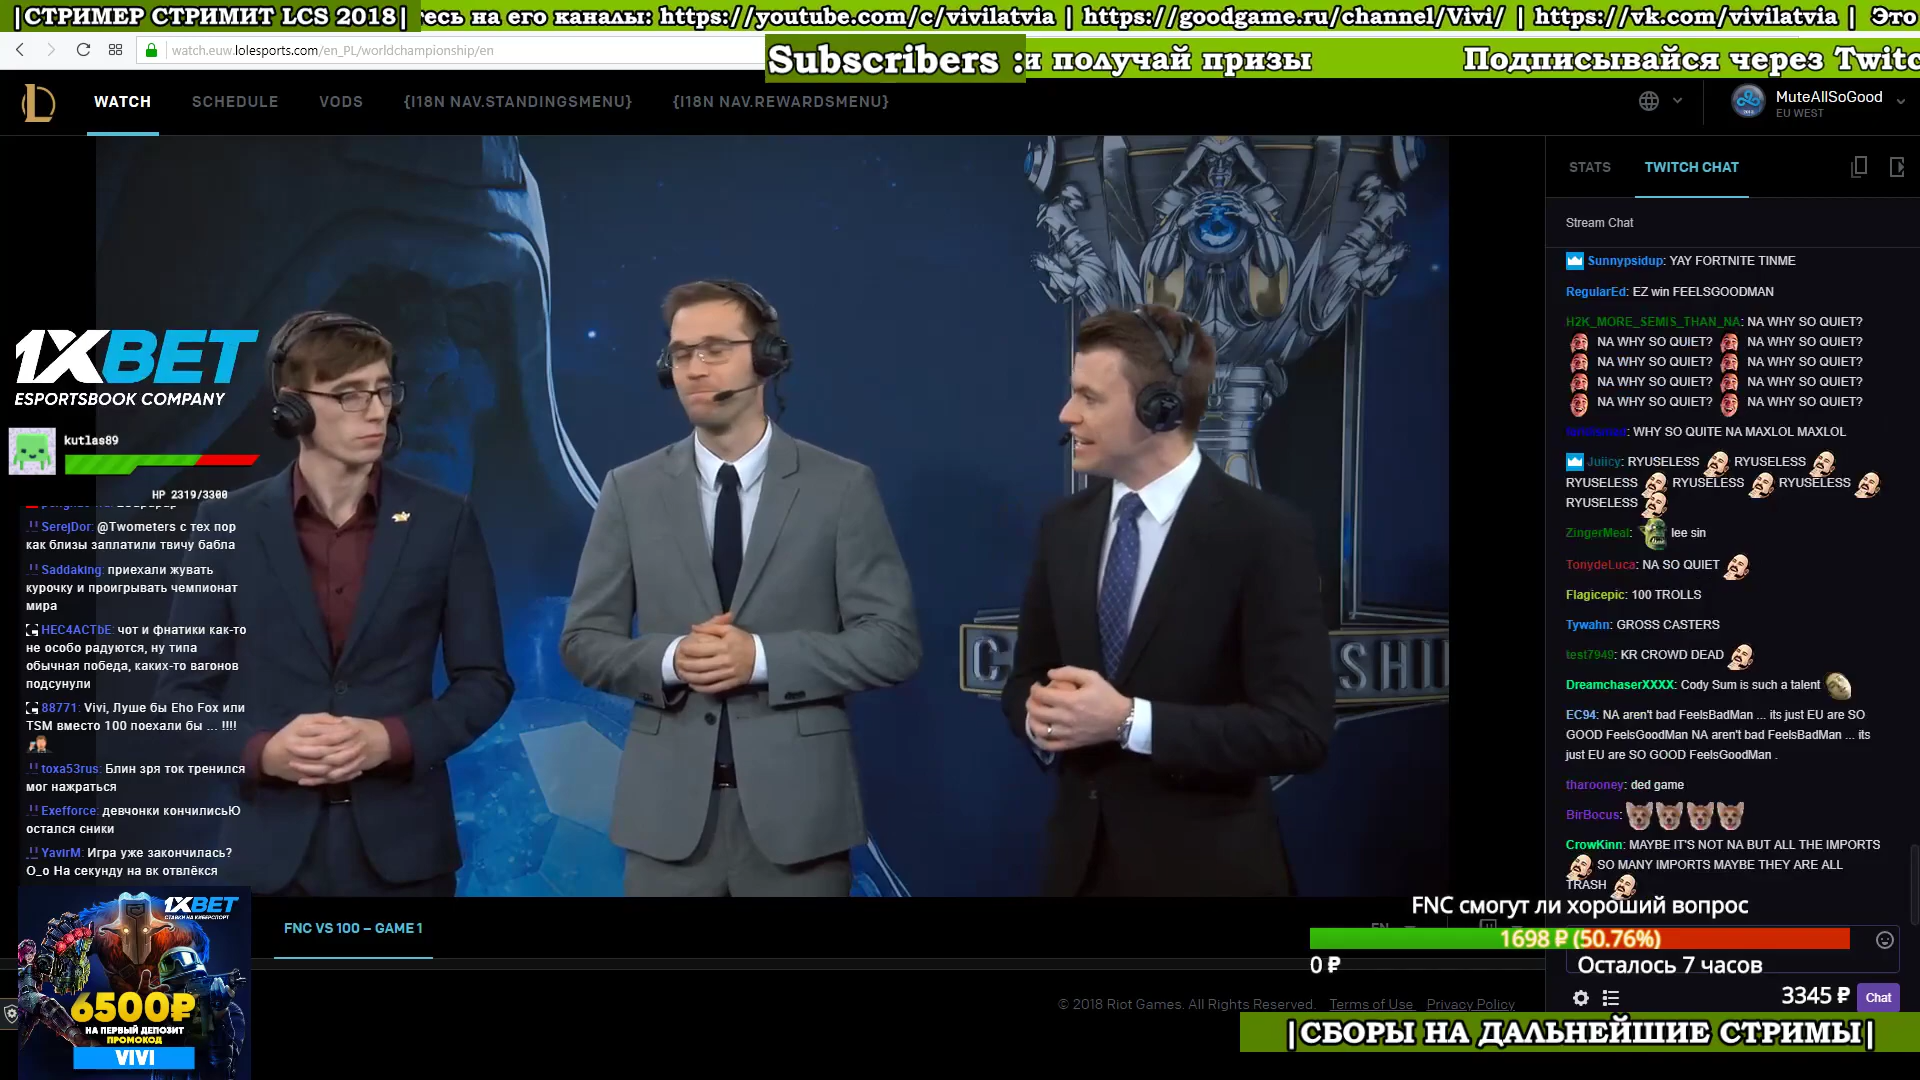 |СТРИМЕР СТРИМИТ LCS 2018|
тесь на его каналы: https://youtube.com/c/vivilatvia | https://goodgame.ru/channel/Vivi/ | https://vk.com/vivilatvia | Это
watch.euw.lolesports.com/en_PL/worldchampionship/en
Subscribers :
и получай призы
Подписывайся через Twitc
WATCH
SCHEDULE
VODS
{I18N NAV.STANDINGSMENU}
{I18N NAV.REWARDSMENU}
MuteAllSoGood
EU WEST
STATS
TWITCH CHAT
Stream Chat
Sunnypsidup: YAY FORTNITE TINME
RegularEd: EZ win FEELSGOODMAN
H2K_MORE_SEMIS_THAN_NA: NA WHY SO QUIET?
NA WHY SO QUIET? NA WHY SO QUIET?
NA WHY SO QUIET? NA WHY SO QUIET?
NA WHY SO QUIET? NA WHY SO QUIET?
NA WHY SO QUIET? NA WHY SO QUIET?
: WHY SO QUITE NA MAXLOL MAXLOL
Juiicy: RYUSELESS RYUSELESS
RYUSELESS RYUSELESS RYUSELESS
RYUSELESS
ZingerMeal: lee sin
TonydeLuca: NA SO QUIET
Flagicepic: 100 TROLLS
Tywahn: GROSS CASTERS
test7949: KR CROWD DEAD
DreamchaserXXXX: Cody Sum is such a talent
EC94: NA aren't bad FeelsBadMan ... its just EU are SO
GOOD FeelsGoodMan NA aren't bad FeelsBadMan ... its
just EU are SO GOOD FeelsGoodMan .
tharooney: ded game
BirBocus:
CrowKinn: MAYBE IT'S NOT NA BUT ALL THE IMPORTS
SO MANY IMPORTS MAYBE THEY ARE ALL
TRASH
1XBET
ESPORTSBOOK COMPANY
kutlas89
HP 2319/3300
SerejDor: @Twometers с тех пор
как близы заплатили твичу бабла
Saddaking: приехали жувать
курочку и проигрывать чемпионат
мира
HEC4ACTbE: чот и фнатики как-то
не особо радуются, ну типа
обычная победа, каких-то вагонов
подсунули
88771: Vivi, Луше бы Eho Fox или
TSM вместо 100 поехали бы ... !!!!
toxa53rus: Блин зря ток тренился
мог нажраться
Exefforce: девчонки кончилисьЮ
остался сники
YavirM: Игра уже закончилась?
О_о На секунду на вк отвлёкся
1XBET
СТАВКИ НА КИБЕРСПОРТ
6500₽
НА ПЕРВЫЙ ДЕПОЗИТ
ПРОМОКОД
VIVI
FNC VS 100 – GAME 1
EN
FNC смогут ли хороший вопрос
1698 ₽ (50.76%)
0 ₽
Осталось 7 часов
3345 ₽
Chat
© 2018 Riot Games. All Rights Reserved.
Terms of Use
Privacy Policy
|СБОРЫ НА ДАЛЬНЕЙШИЕ СТРИМЫ|